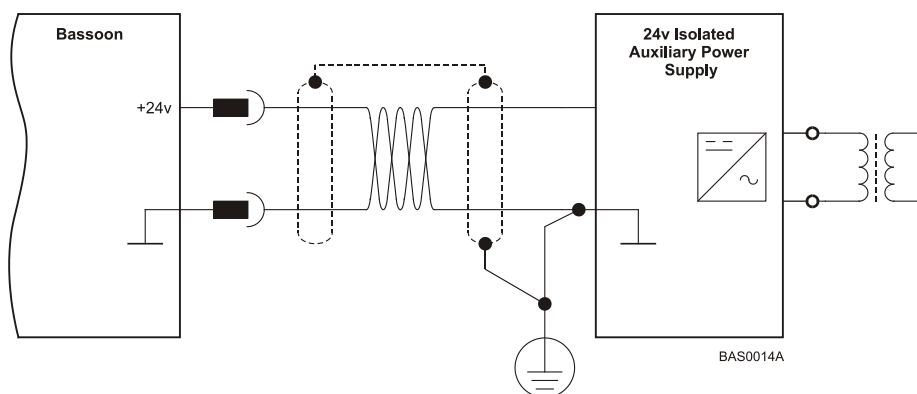 Bassoon
24v Isolated
Auxiliary Power
Supply
+24v
BAS0014A